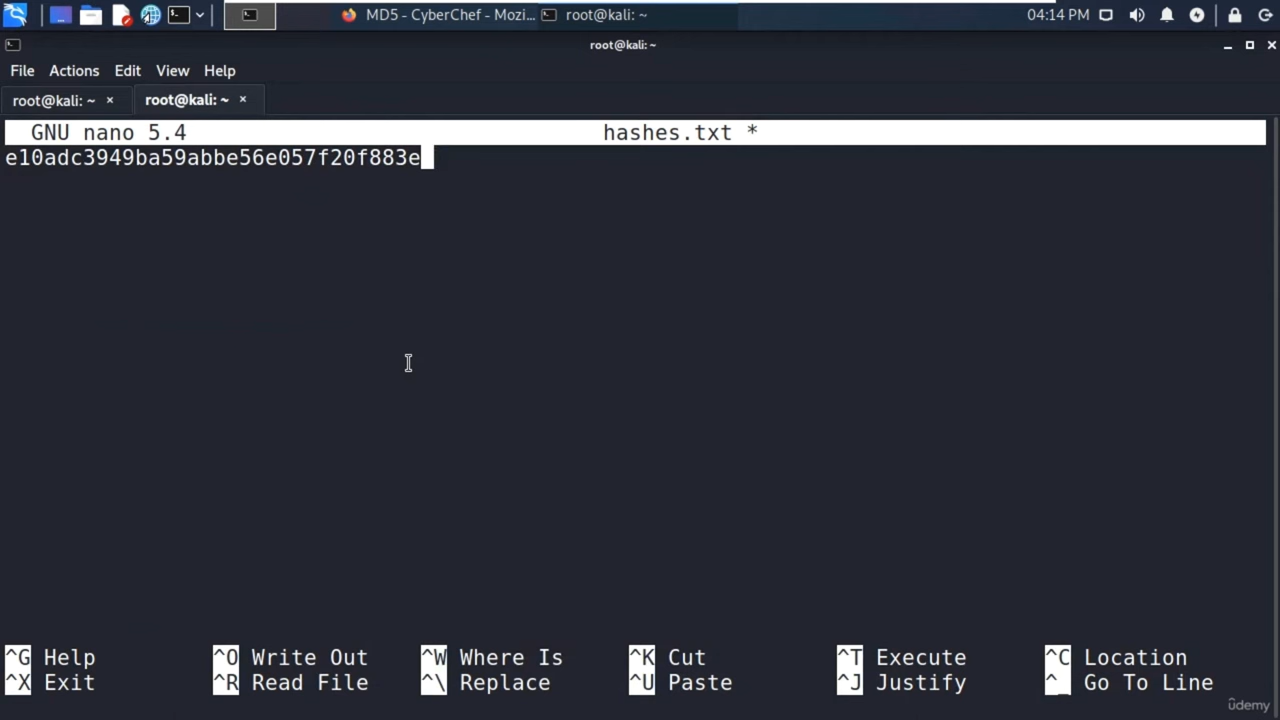 MD5 - CyberChef - Mozi... root@kali: ~ 04:14 PM
root@kali: ~
File Actions Edit View Help
root@kali: ~ × root@kali: ~ ×
GNU nano 5.4 hashes.txt *
e10adc3949ba59abbe56e057f20f883e
^G Help ^O Write Out ^W Where Is ^K Cut ^T Execute ^C Location
^X Exit ^R Read File ^\ Replace ^U Paste ^J Justify ^_ Go To Line
ûdemy